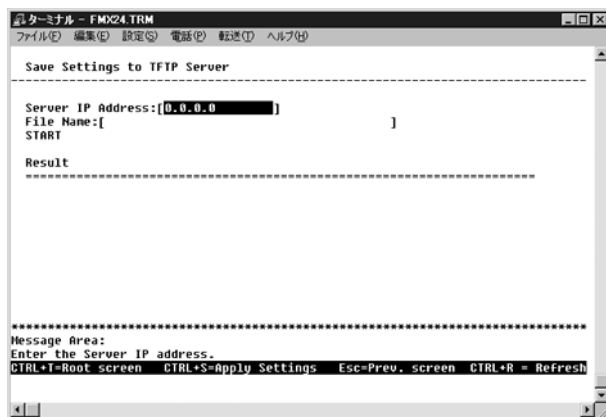 ターミナル - FMX24.TRM
ファイル(F) 編集(E) 設定(S) 電話(P) 転送(T) ヘルプ(H)
Save Settings to TFTP Server
Server IP Address:[0.0.0.0 ]
File Name:[ ]
START
Result
Message Area:
Enter the Server IP address.
CTRL+T=Root screen CTRL+S=Apply Settings Esc=Prev. screen CTRL+R = Refresh